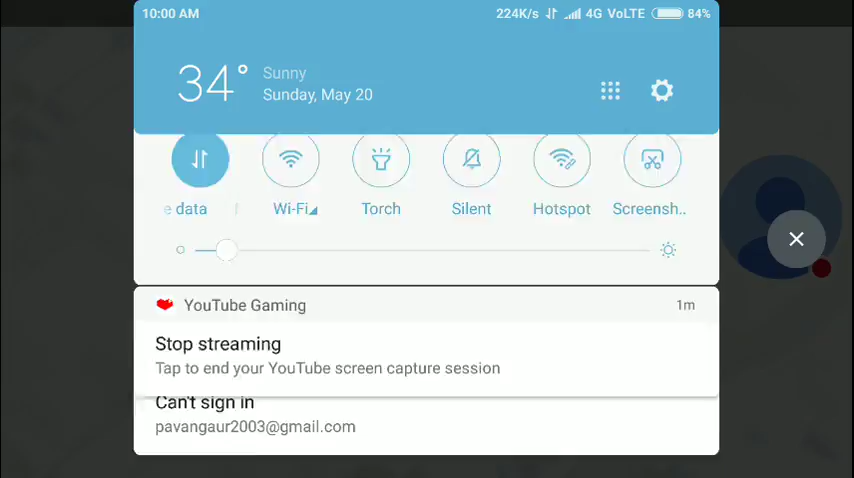 10:00 AM 224K/s 4G VoLTE 84%
34° Sunny
Sunday, May 20
e data Wi-Fi Torch Silent Hotspot Screensh..
YouTube Gaming 1m
Stop streaming
Tap to end your YouTube screen capture session
Can't sign in
pavangaur2003@gmail.com